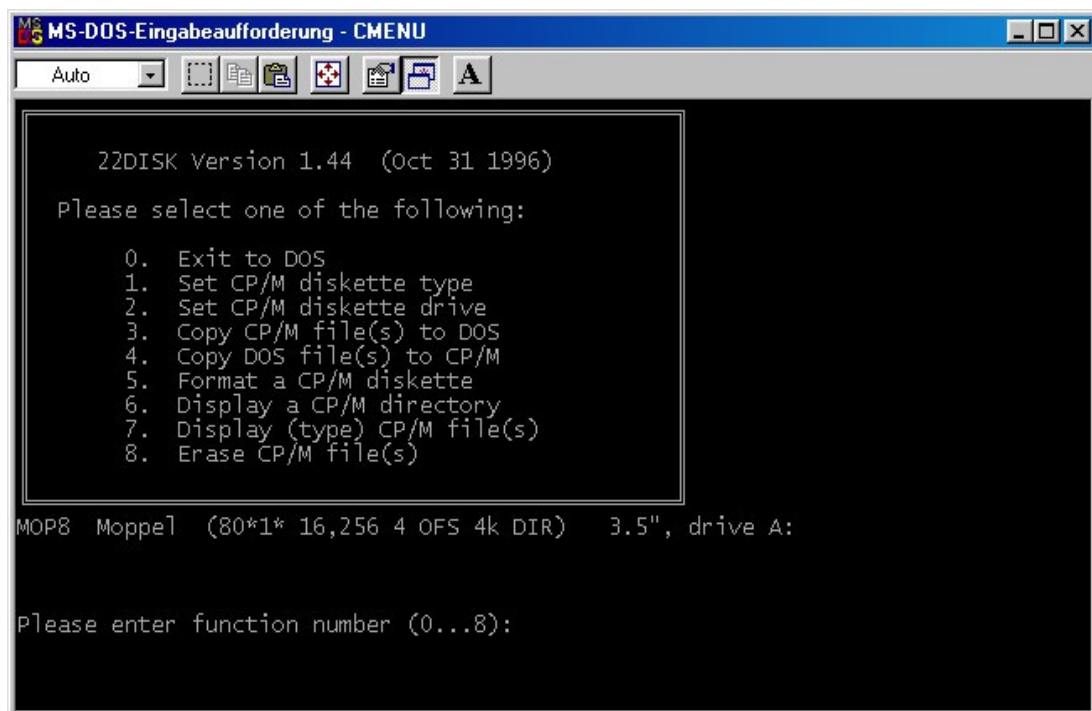 MS-DOS-Eingabeaufforderung - CMENU
Auto
A
22DISK Version 1.44 (Oct 31 1996)
Please select one of the following:
0. Exit to DOS
1. Set CP/M diskette type
2. Set CP/M diskette drive
3. Copy CP/M file(s) to DOS
4. Copy DOS file(s) to CP/M
5. Format a CP/M diskette
6. Display a CP/M directory
7. Display (type) CP/M file(s)
8. Erase CP/M file(s)
MOP8 Moppel (80*1* 16,256 4 OFS 4k DIR) 3.5", drive A:
Please enter function number (0...8):